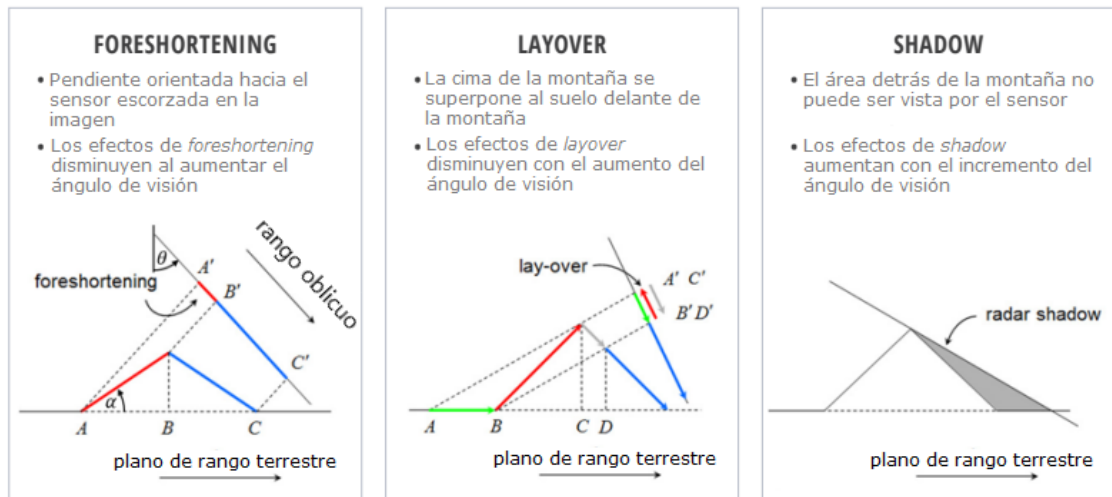 FORESHORTENING
• Pendiente orientada hacia el
sensor escorzada en la
imagen
• Los efectos de foreshortening
disminuyen al aumentar el
ángulo de visión
θ
A'
foreshortening
B'
rango oblicuo
C'
α
A
B
C
plano de rango terrestre
LAYOVER
• La cima de la montaña se
superpone al suelo delante de
la montaña
• Los efectos de layover
disminuyen con el aumento del
ángulo de visión
lay-over
A' C'
B' D'
A
B
C
D
plano de rango terrestre
SHADOW
• El área detrás de la montaña no
puede ser vista por el sensor
• Los efectos de shadow
aumentan con el incremento del
ángulo de visión
radar shadow
plano de rango terrestre